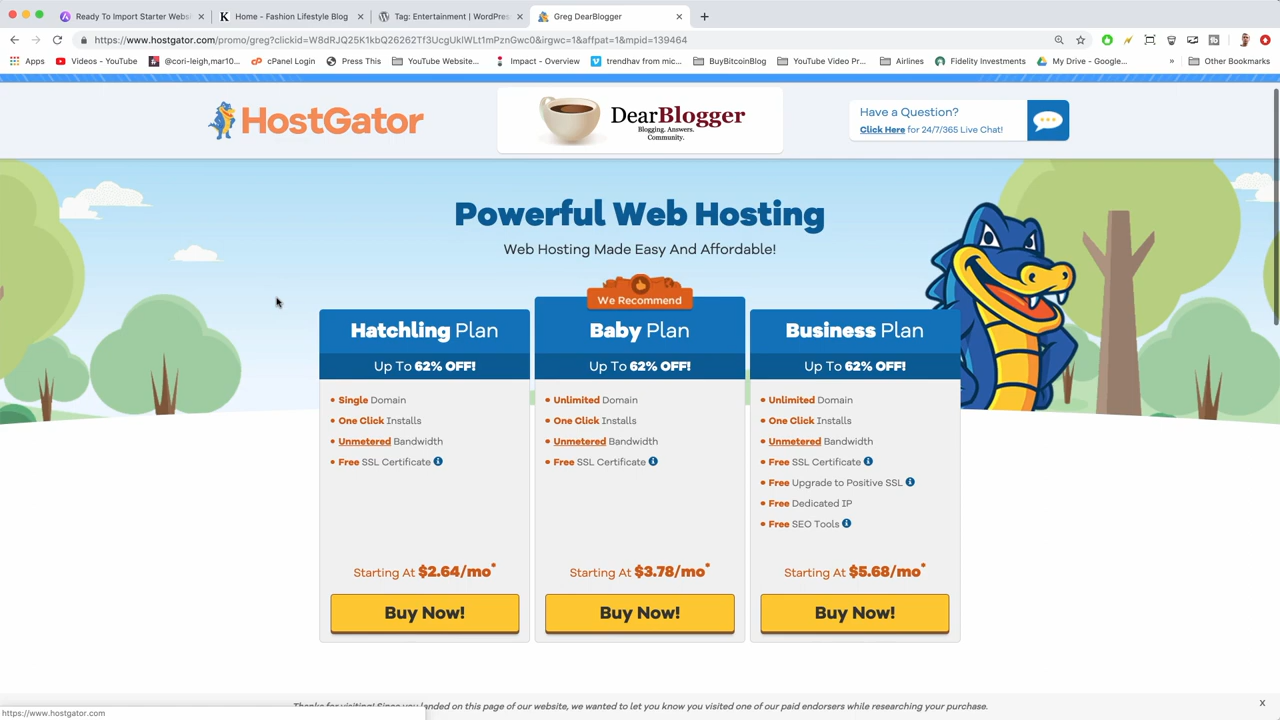 Ready To Import Starter Websi
Home - Fashion Lifestyle Blog
Tag: Entertainment | WordPres
Greg DearBlogger
https://www.hostgator.com/promo/greg?clickid=W8dRJQ25K1kbQ26262Tf3UcgUkIWLt1mPznGwc0&irgwc=1&affpat=1&mpid=139464
Apps
Videos - YouTube
@cori-leigh,mar10...
cPanel Login
Press This
YouTube Website...
Impact - Overview
trendhav from mic...
BuyBitcoinBlog
YouTube Video Pr...
Airlines
Fidelity Investments
My Drive - Google...
»
Other Bookmarks
HostGator
DearBlogger
Blogging. Answers.
Community.
Have a Question?
Click Here for 24/7/365 Live Chat!
Powerful Web Hosting
Web Hosting Made Easy And Affordable!
We Recommend
Hatchling Plan
Up To 62% OFF!
• Single Domain
• One Click Installs
• Unmetered Bandwidth
• Free SSL Certificate
Starting At $2.64/mo*
Buy Now!
Baby Plan
Up To 62% OFF!
• Unlimited Domain
• One Click Installs
• Unmetered Bandwidth
• Free SSL Certificate
Starting At $3.78/mo*
Buy Now!
Business Plan
Up To 62% OFF!
• Unlimited Domain
• One Click Installs
• Unmetered Bandwidth
• Free SSL Certificate
• Free Upgrade to Positive SSL
• Free Dedicated IP
• Free SEO Tools
Starting At $5.68/mo*
Buy Now!
Thanks for visiting! Since you landed on this page of our website, we wanted to let you know you visited one of our paid endorsers while researching your purchase.
X
https://www.hostgator.com